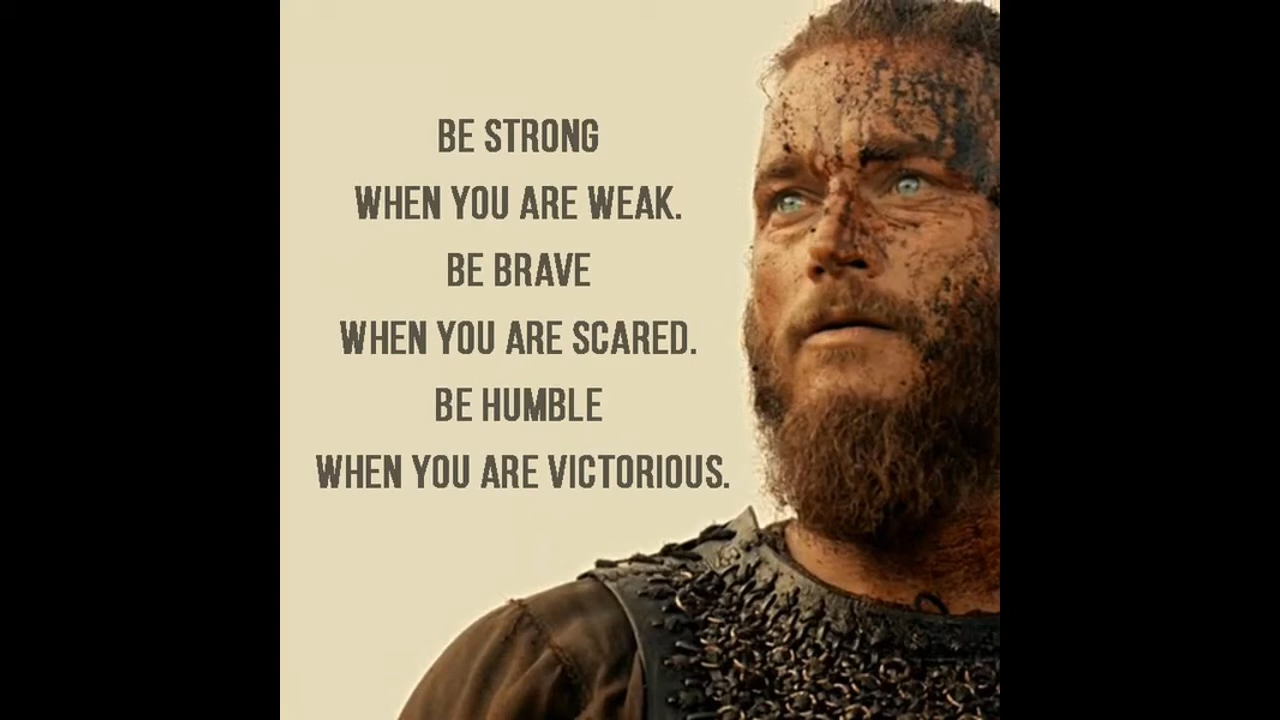 BE STRONG
WHEN YOU ARE WEAK.
BE BRAVE
WHEN YOU ARE SCARED.
BE HUMBLE
WHEN YOU ARE VICTORIOUS.